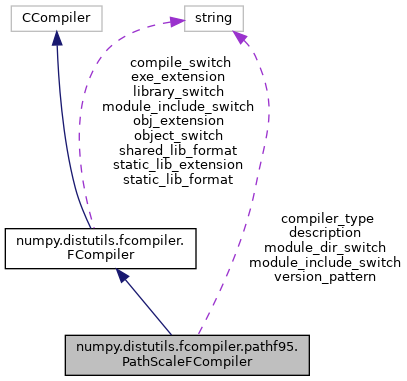 CCompiler
string
compile_switch
exe_extension
library_switch
module_include_switch
obj_extension
object_switch
shared_lib_format
static_lib_extension
static_lib_format
compiler_type
description
module_dir_switch
module_include_switch
version_pattern
numpy.distutils.fcompiler.
FCompiler
numpy.distutils.fcompiler.pathf95.
PathScaleFCompiler